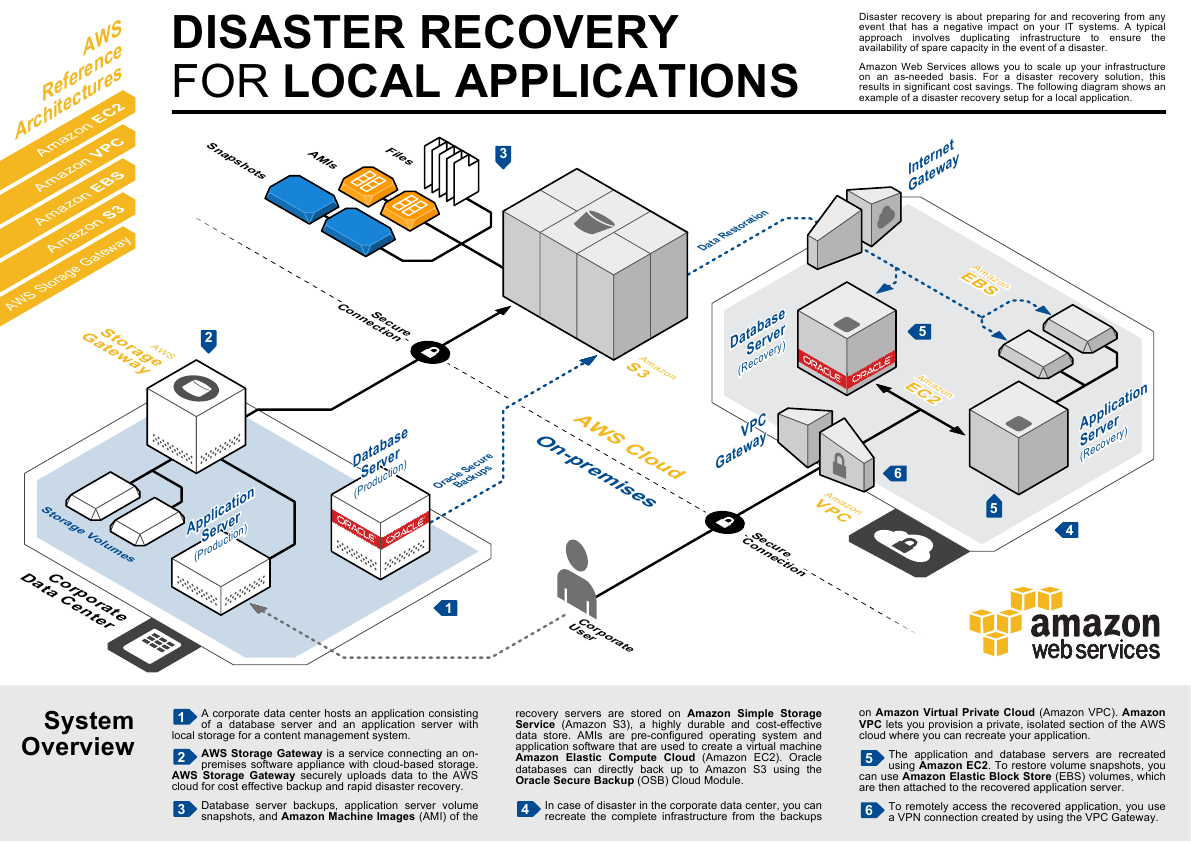 AWS
Reference
Architectures
Amazon EC2
Amazon VPC
Amazon EBS
Amazon S3
AWS Storage Gateway
DISASTER RECOVERY
FOR LOCAL APPLICATIONS
Disaster recovery is about preparing for and recovering from any
event that has a negative impact on your IT systems. A typical
approach involves duplicating infrastructure to ensure the
availability of spare capacity in the event of a disaster.
Amazon Web Services allows you to scale up your infrastructure
on an as-needed basis. For a disaster recovery solution, this
results in significant cost savings. The following diagram shows an
example of a disaster recovery setup for a local application.
Snapshots
AMIs
Files
3
Internet
Gateway
Data Restoration
Amazon
EBS
Database
Server
(Recovery)
5
ORACLE
ORACLE
Secure
Connection
Amazon
S3
2
AWS
Storage
Gateway
Amazon
EC2
Application
Server
(Recovery)
VPC
Gateway
6
5
4
Amazon
VPC
AWS Cloud
On-premises
Database
Server
(Production)
Oracle Secure
Backups
ORACLE
ORACLE
Storage Volumes
Application
Server
(Production)
Secure
Connection
1
Corporate
Data Center
Corporate
User
amazon
web services
System
Overview
1 A corporate data center hosts an application consisting
of a database server and an application server with
local storage for a content management system.
2 AWS Storage Gateway is a service connecting an on-
premises software appliance with cloud-based storage.
AWS Storage Gateway securely uploads data to the AWS
cloud for cost effective backup and rapid disaster recovery.
3 Database server backups, application server volume
snapshots, and Amazon Machine Images (AMI) of the
recovery servers are stored on Amazon Simple Storage
Service (Amazon S3), a highly durable and cost-effective
data store. AMIs are pre-configured operating system and
application software that are used to create a virtual machine
Amazon Elastic Compute Cloud (Amazon EC2). Oracle
databases can directly back up to Amazon S3 using the
Oracle Secure Backup (OSB) Cloud Module.
4 In case of disaster in the corporate data center, you can
recreate the complete infrastructure from the backups
on Amazon Virtual Private Cloud (Amazon VPC). Amazon
VPC lets you provision a private, isolated section of the AWS
cloud where you can recreate your application.
5 The application and database servers are recreated
using Amazon EC2. To restore volume snapshots, you
can use Amazon Elastic Block Store (EBS) volumes, which
are then attached to the recovered application server.
6 To remotely access the recovered application, you use
a VPN connection created by using the VPC Gateway.